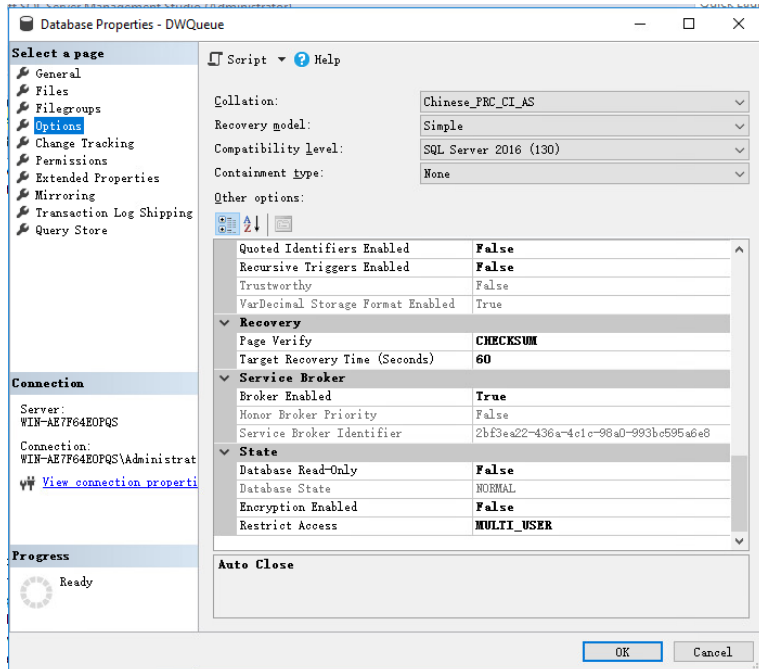 Database Properties - DWQueue
Select a page
General
Files
Filegroups
Options
Change Tracking
Permissions
Extended Properties
Mirroring
Transaction Log Shipping
Query Store
Script Help
Collation: Chinese_PRC_CI_AS
Recovery model: Simple
Compatibility level: SQL Server 2016 (130)
Containment type: None
Other options:
Quoted Identifiers Enabled False
Recursive Triggers Enabled False
Trustworthy False
VarDecimal Storage Format Enabled True
Recovery
Page Verify CHECKSUM
Target Recovery Time (Seconds) 60
Service Broker
Broker Enabled True
Honor Broker Priority False
Service Broker Identifier 2bf3ea22-436a-4c1c-98a0-993bc595a6e8
State
Database Read-Only False
Database State NORMAL
Encryption Enabled False
Restrict Access MULTI_USER
Auto Close
Connection
Server:
WIN-AE7F64EOPQS
Connection:
WIN-AE7F64EOPQS\Administrat
View connection properti
Progress
Ready
OK Cancel